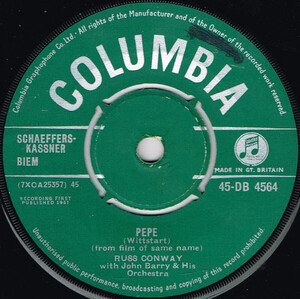 All rights of the Manufacturer and of the Owner of the recorded work reserved.
Columbia Graphophone Co. Ltd.
COLUMBIA
SCHAEFFERS-
KASSNER
BIEM
MADE IN GT. BRITAIN
(7XCA25357) 45
45-DB 4564
RECORDING FIRST
PUBLISHED 1961
PEPE
(Wittstart)
(from film of same name)
RUSS CONWAY
with John Barry & His
Orchestra
Unauthorised public performance, broadcasting and copying of this record prohibited.